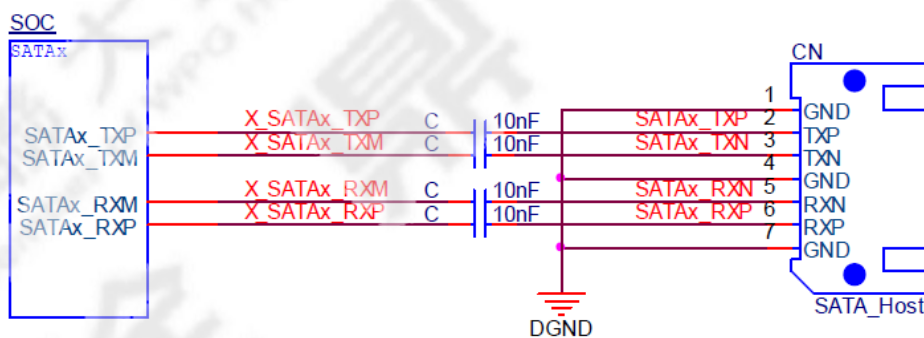 SOC
SATAx
CN
1
X_SATAx_TXP C 10nF SATAx_TXP 2
SATAx_TXP
X_SATAx_TXM C 10nF SATAx_TXN 3
SATAx_TXM
4
X_SATAx_RXM C 10nF SATAx_RXN 5
SATAx_RXM
X_SATAx_RXP C 10nF SATAx_RXP 6
SATAx_RXP
7
GND
TXP
TXN
GND
RXN
RXP
GND
SATA_Host
DGND